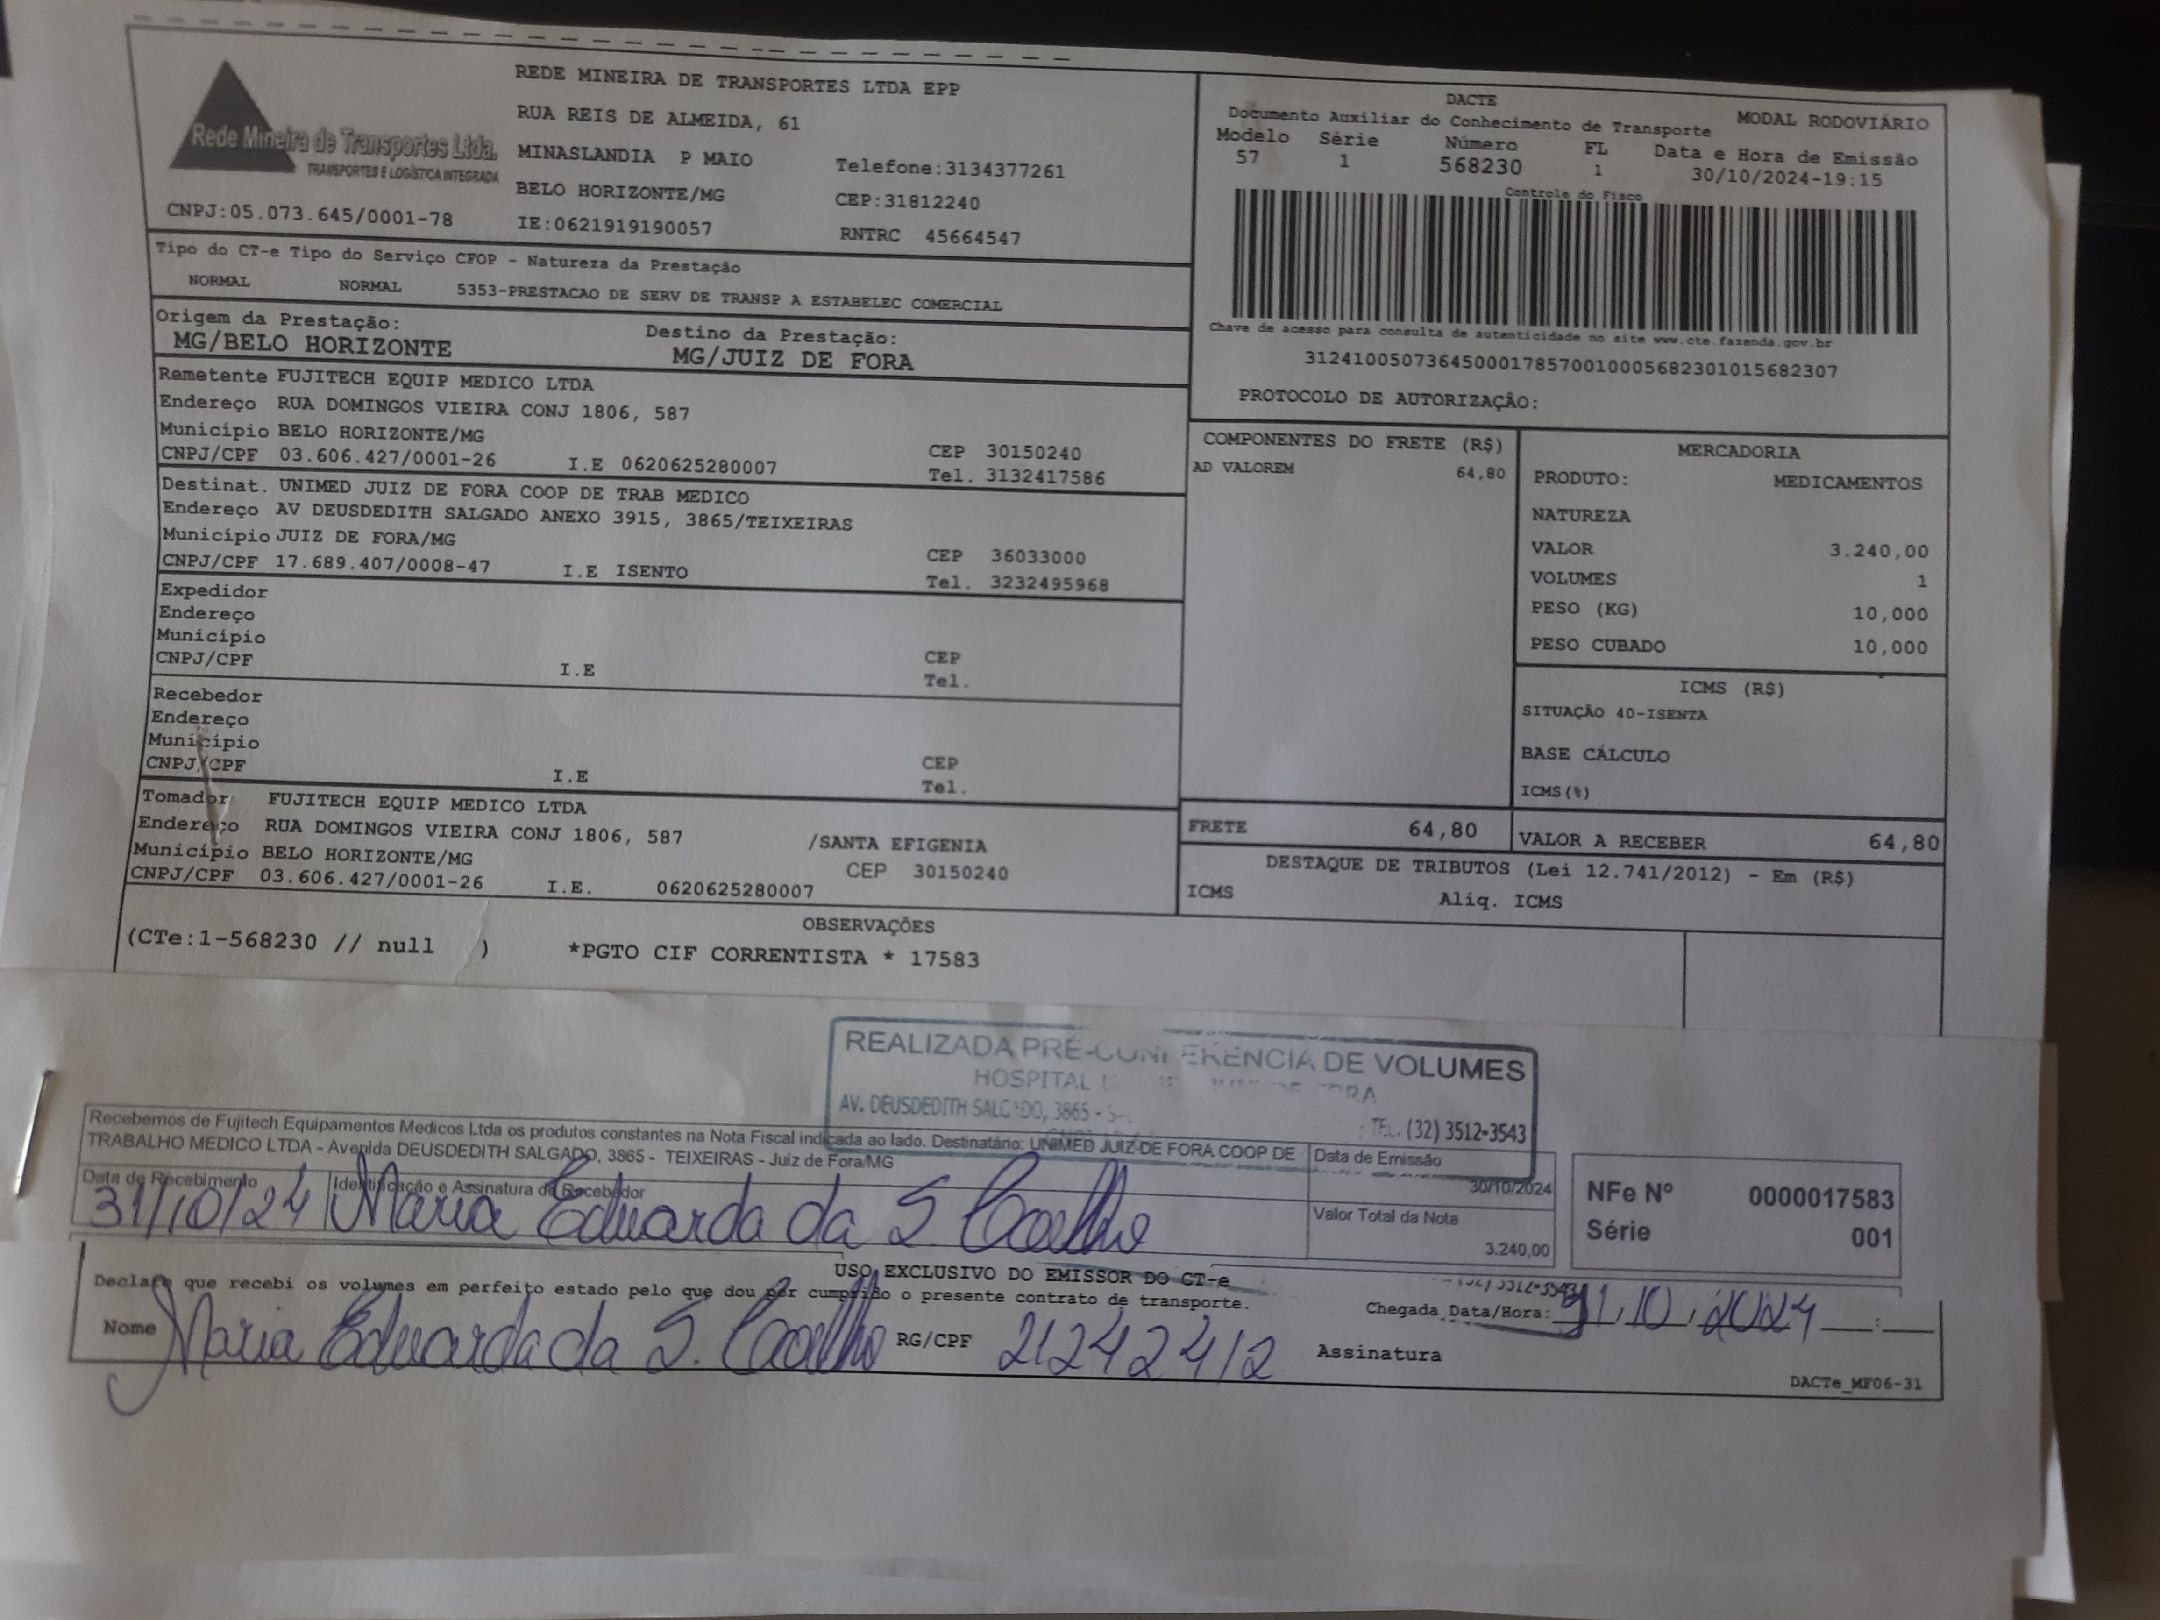 REDE MINEIRA DE TRANSPORTES LTDA EPP
RUA REIS DE ALMEIDA, 61
Rede Mineira de Transportes Ltda.
TRANSPORTES E LOGÍSTICA INTEGRADA
MINASLANDIA P MAIO Telefone:3134377261
BELO HORIZONTE/MG CEP:31812240
CNPJ:05.073.645/0001-78 IE:0621919190057 RNTRC 45664547
DACTE MODAL RODOVIÁRIO
Documento Auxiliar do Conhecimento de Transporte
Modelo Série Número FL Data e Hora de Emissão
57 1 568230 1 30/10/2024-19:15
Controle do Fisco
Chave de acesso para consulta de autenticidade no site www.cte.fazenda.gov.br
31241005073645000178570010005682301015682307
PROTOCOLO DE AUTORIZAÇÃO:
Tipo do CT-e Tipo do Serviço CFOP - Natureza da Prestação
NORMAL NORMAL 5353-PRESTACAO DE SERV DE TRANSP A ESTABELEC COMERCIAL
Origem da Prestação: Destino da Prestação:
MG/BELO HORIZONTE MG/JUIZ DE FORA
Remetente FUJITECH EQUIP MEDICO LTDA
Endereço RUA DOMINGOS VIEIRA CONJ 1806, 587
Município BELO HORIZONTE/MG CEP 30150240
CNPJ/CPF 03.606.427/0001-26 I.E 0620625280007 Tel. 3132417586
Destinat. UNIMED JUIZ DE FORA COOP DE TRAB MEDICO
Endereço AV DEUSDEDITH SALGADO ANEXO 3915, 3865/TEIXEIRAS
Município JUIZ DE FORA/MG CEP 36033000
CNPJ/CPF 17.689.407/0008-47 I.E ISENTO Tel. 3232495968
Expedidor
Endereço
Município CEP
CNPJ/CPF I.E Tel.
Recebedor
Endereço
Município CEP
CNPJ/CPF I.E Tel.
Tomador FUJITECH EQUIP MEDICO LTDA
Endereço RUA DOMINGOS VIEIRA CONJ 1806, 587 /SANTA EFIGENIA
Município BELO HORIZONTE/MG CEP 30150240
CNPJ/CPF 03.606.427/0001-26 I.E. 0620625280007
COMPONENTES DO FRETE (R$)
AD VALOREM 64,80
MERCADORIA
PRODUTO: MEDICAMENTOS
NATUREZA
VALOR 3.240,00
VOLUMES 1
PESO (KG) 10,000
PESO CUBADO 10,000
ICMS (R$)
SITUAÇÃO 40-ISENTA
BASE CÁLCULO
ICMS(%)
FRETE 64,80 VALOR A RECEBER 64,80
DESTAQUE DE TRIBUTOS (Lei 12.741/2012) - Em (R$)
ICMS Aliq. ICMS
OBSERVAÇÕES
(CTe:1-568230 // null ) *PGTO CIF CORRENTISTA * 17583
REALIZADA PRÉ-CONFERÊNCIA DE VOLUMES
HOSPITAL
AV. DEUSDEDITH SALGADO, 3865 -
TEL. (32) 3512-3543
Recebemos de Fujitech Equipamentos Medicos Ltda os produtos constantes na Nota Fiscal indicada ao lado. Destinatário: UNIMED JUIZ DE FORA COOP DE
TRABALHO MEDICO LTDA - Avenida DEUSDEDITH SALGADO, 3865 - TEIXEIRAS - Juiz de Fora/MG
Data de Emissão
30/10/2024
Data de Recebimento Identificação e Assinatura do Recebedor
31/10/24 Maria Eduarda da S. Coelho
Valor Total da Nota
3.240,00
NFe Nº 0000017583
Série 001
USO EXCLUSIVO DO EMISSOR DO CT-e
Declaro que recebi os volumes em perfeito estado pelo que dou por cumprido o presente contrato de transporte.
Chegada Data/Hora: 31/10/2024 :
Nome Maria Eduarda da S. Coelho RG/CPF 21242412 Assinatura
DACTe_MF06-31